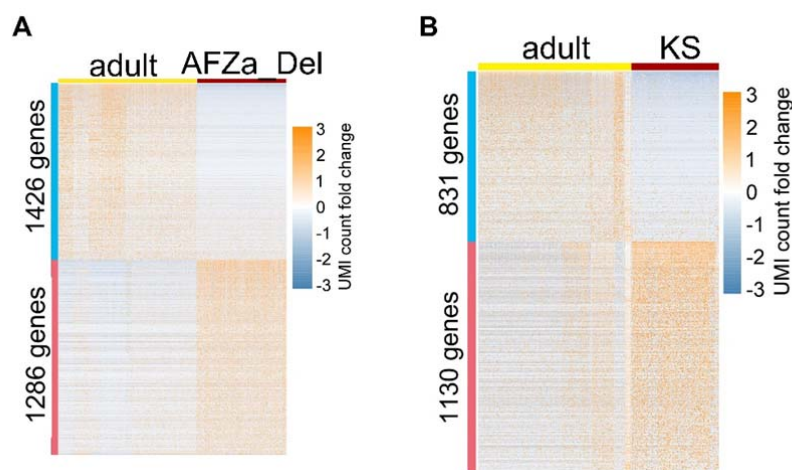 A
adult AFZa_Del
1426 genes
1286 genes
3
2
1
0
-1
-2
-3
UMI count fold change
B
adult KS
831 genes
1130 genes
3
2
1
0
-1
-2
-3
UMI count fold change